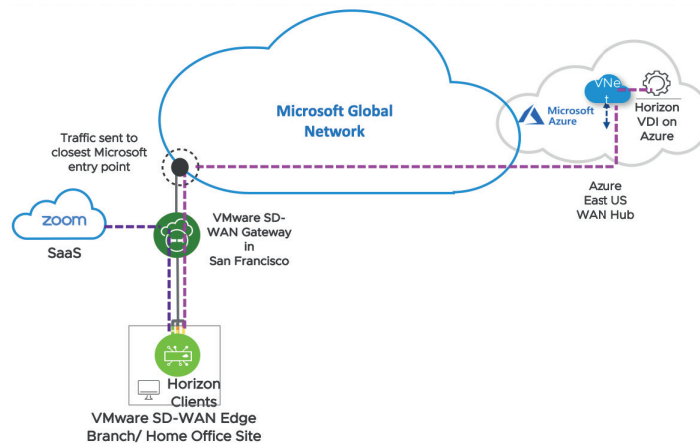 Microsoft Global
Network
VNe
t
Microsoft
Azure
Horizon
VDI on
Azure
Traffic sent to
closest Microsoft
entry point
Azure
East US
WAN Hub
zoom
SaaS
VMware SD-
WAN Gateway
in
San Francisco
Horizon
Clients
VMware SD-WAN Edge
Branch/ Home Office Site